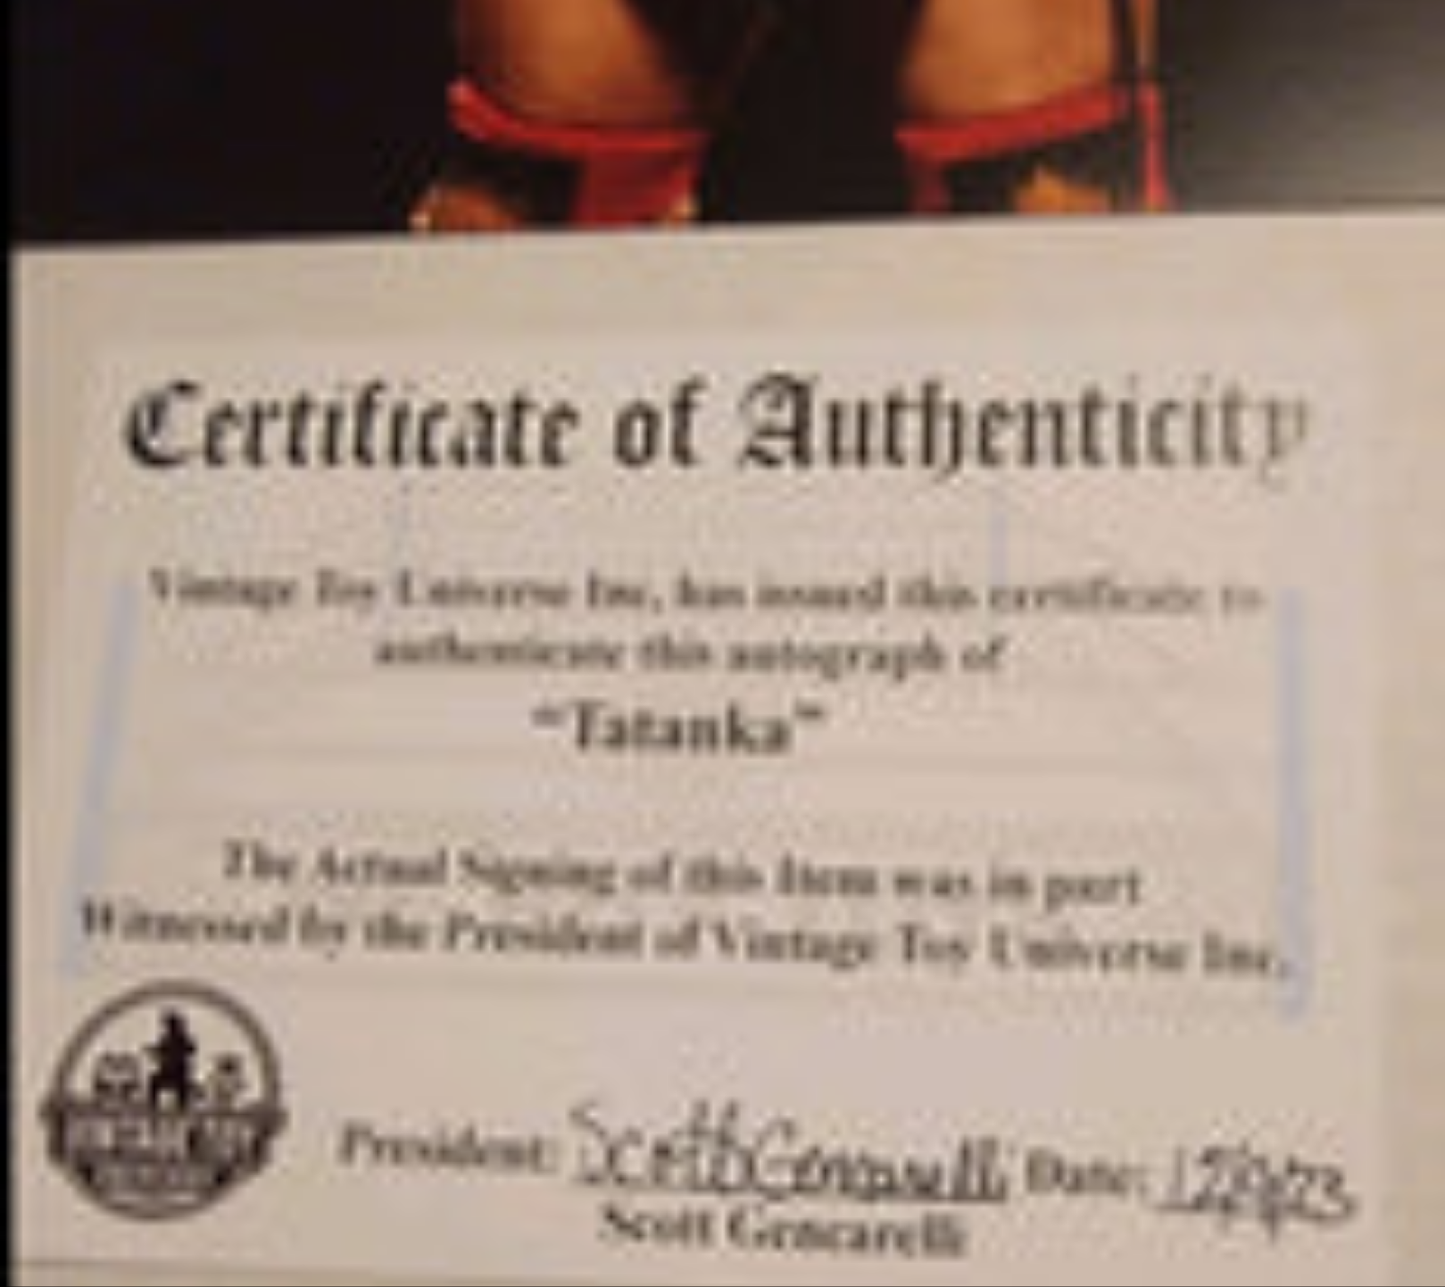 Certificate of Authenticity
Vintage Toy Universe Inc, has issued this certificate to
authenticate this autograph of
"Tatanka"
The Actual Signing of this Item was in part
Witnessed by the President of Vintage Toy Universe Inc.
President: Scott Gencarelli Date:
Scott Gencarelli